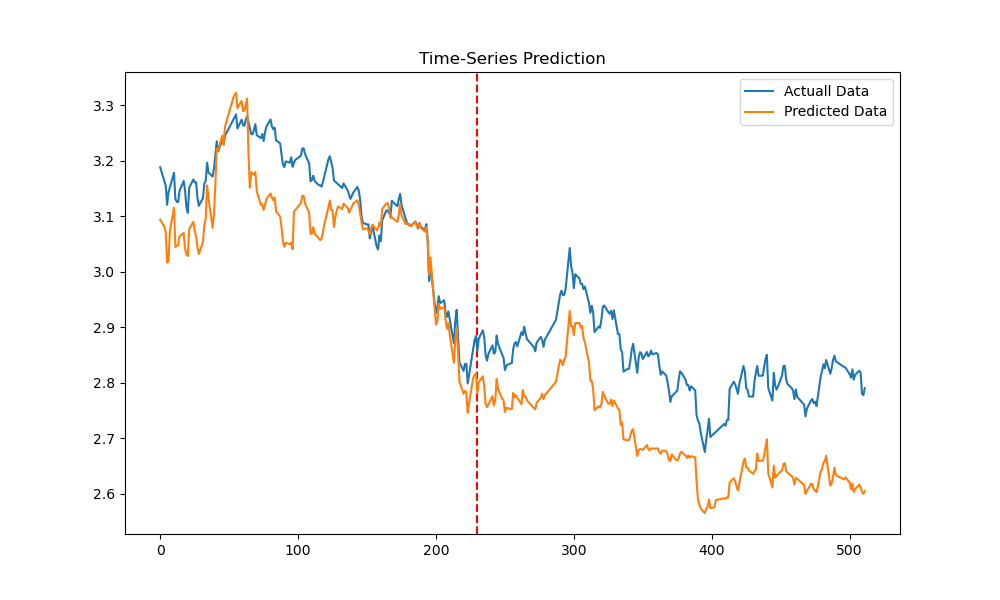 Time-Series Prediction
Actuall Data
Predicted Data
3.3
3.2
3.1
3.0
2.9
2.8
2.7
2.6
0 100 200 300 400 500